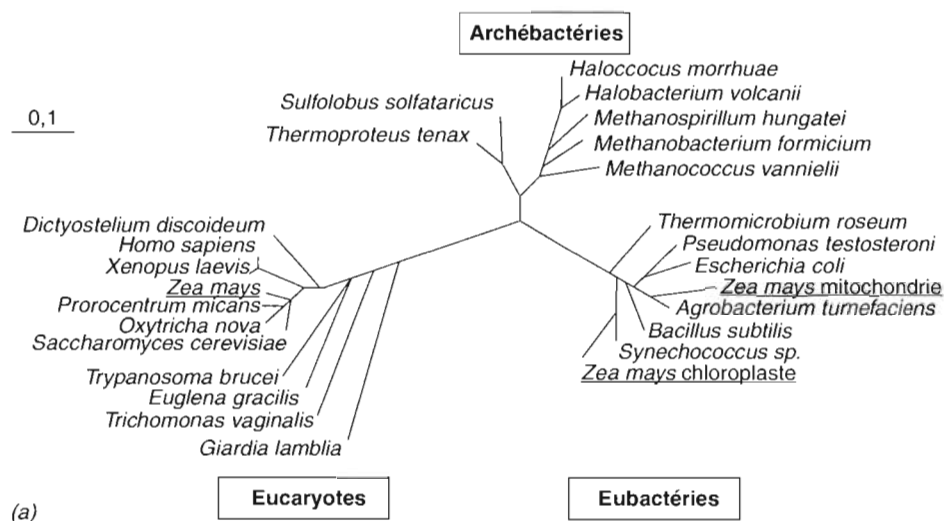 Archébactéries
Haloccocus morrhuae
Halobacterium volcanii
Methanospirillum hungatei
Methanobacterium formicium
Methanococcus vannielii
Sulfolobus solfataricus
Thermoproteus tenax
0,1
Dictyostelium discoideum
Homo sapiens
Xenopus laevis
Zea mays
Prorocentrum micans
Oxytricha nova
Saccharomyces cerevisiae
Trypanosoma brucei
Euglena gracilis
Trichomonas vaginalis
Giardia lamblia
Thermomicrobium roseum
Pseudomonas testosteroni
Escherichia coli
Zea mays mitochondrie
Agrobacterium tumefaciens
Bacillus subtilis
Synechococcus sp.
Zea mays chloroplaste
Eucaryotes
Eubactéries
(a)